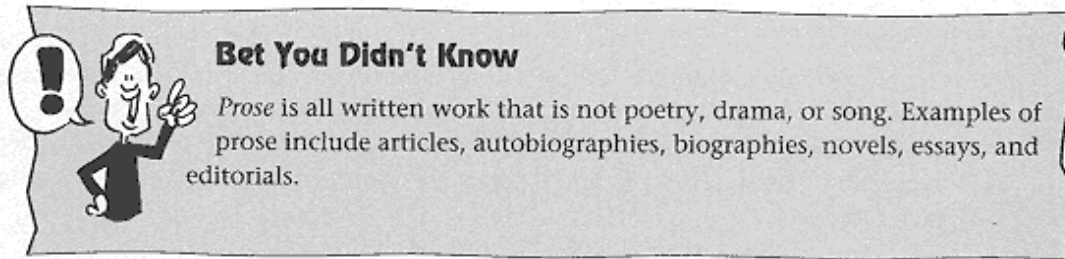 !
Bet You Didn't Know
Prose is all written work that is not poetry, drama, or song. Examples of
prose include articles, autobiographies, biographies, novels, essays, and
editorials.